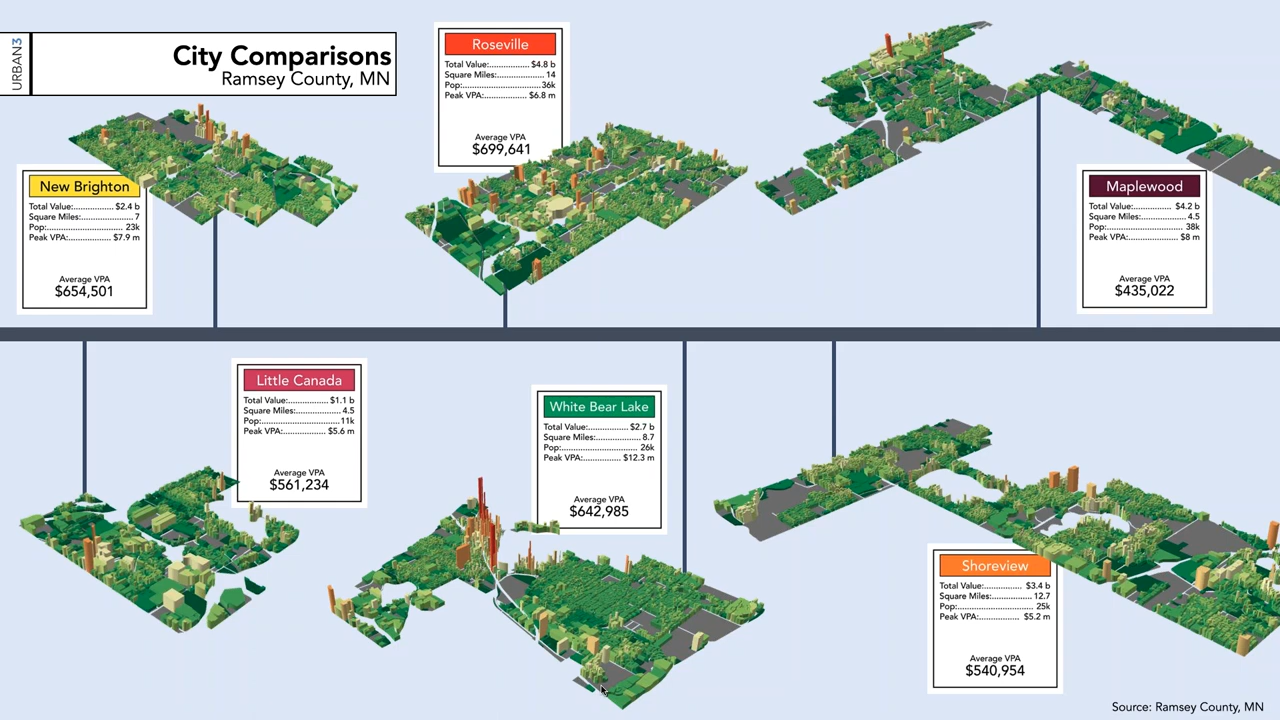 URBAN3
City Comparisons
Ramsey County, MN
Roseville
Total Value:.............. $4.8 b
Square Miles:................. 14
Pop:............................36k
Peak VPA:............... $6.8 m
Average VPA
$699,641
New Brighton
Total Value:.............. $2.4 b
Square Miles:................... 7
Pop:............................ 23k
Peak VPA:............... $7.9 m
Average VPA
$654,501
Maplewood
Total Value:.............. $4.2 b
Square Miles:................ 4.5
Pop:............................ 38k
Peak VPA:.................. $8 m
Average VPA
$435,022
Little Canada
Total Value:.............. $1.1 b
Square Miles:................4.5
Pop:............................ 11k
Peak VPA:............... $5.6 m
Average VPA
$561,234
White Bear Lake
Total Value:.............. $2.7 b
Square Miles:................ 8.7
Pop:............................ 26k
Peak VPA:............. $12.3 m
Average VPA
$642,985
Shoreview
Total Value:.............. $3.4 b
Square Miles:.............. 12.7
Pop:............................ 25k
Peak VPA:.............. $5.2 m
Average VPA
$540,954
Source: Ramsey County, MN